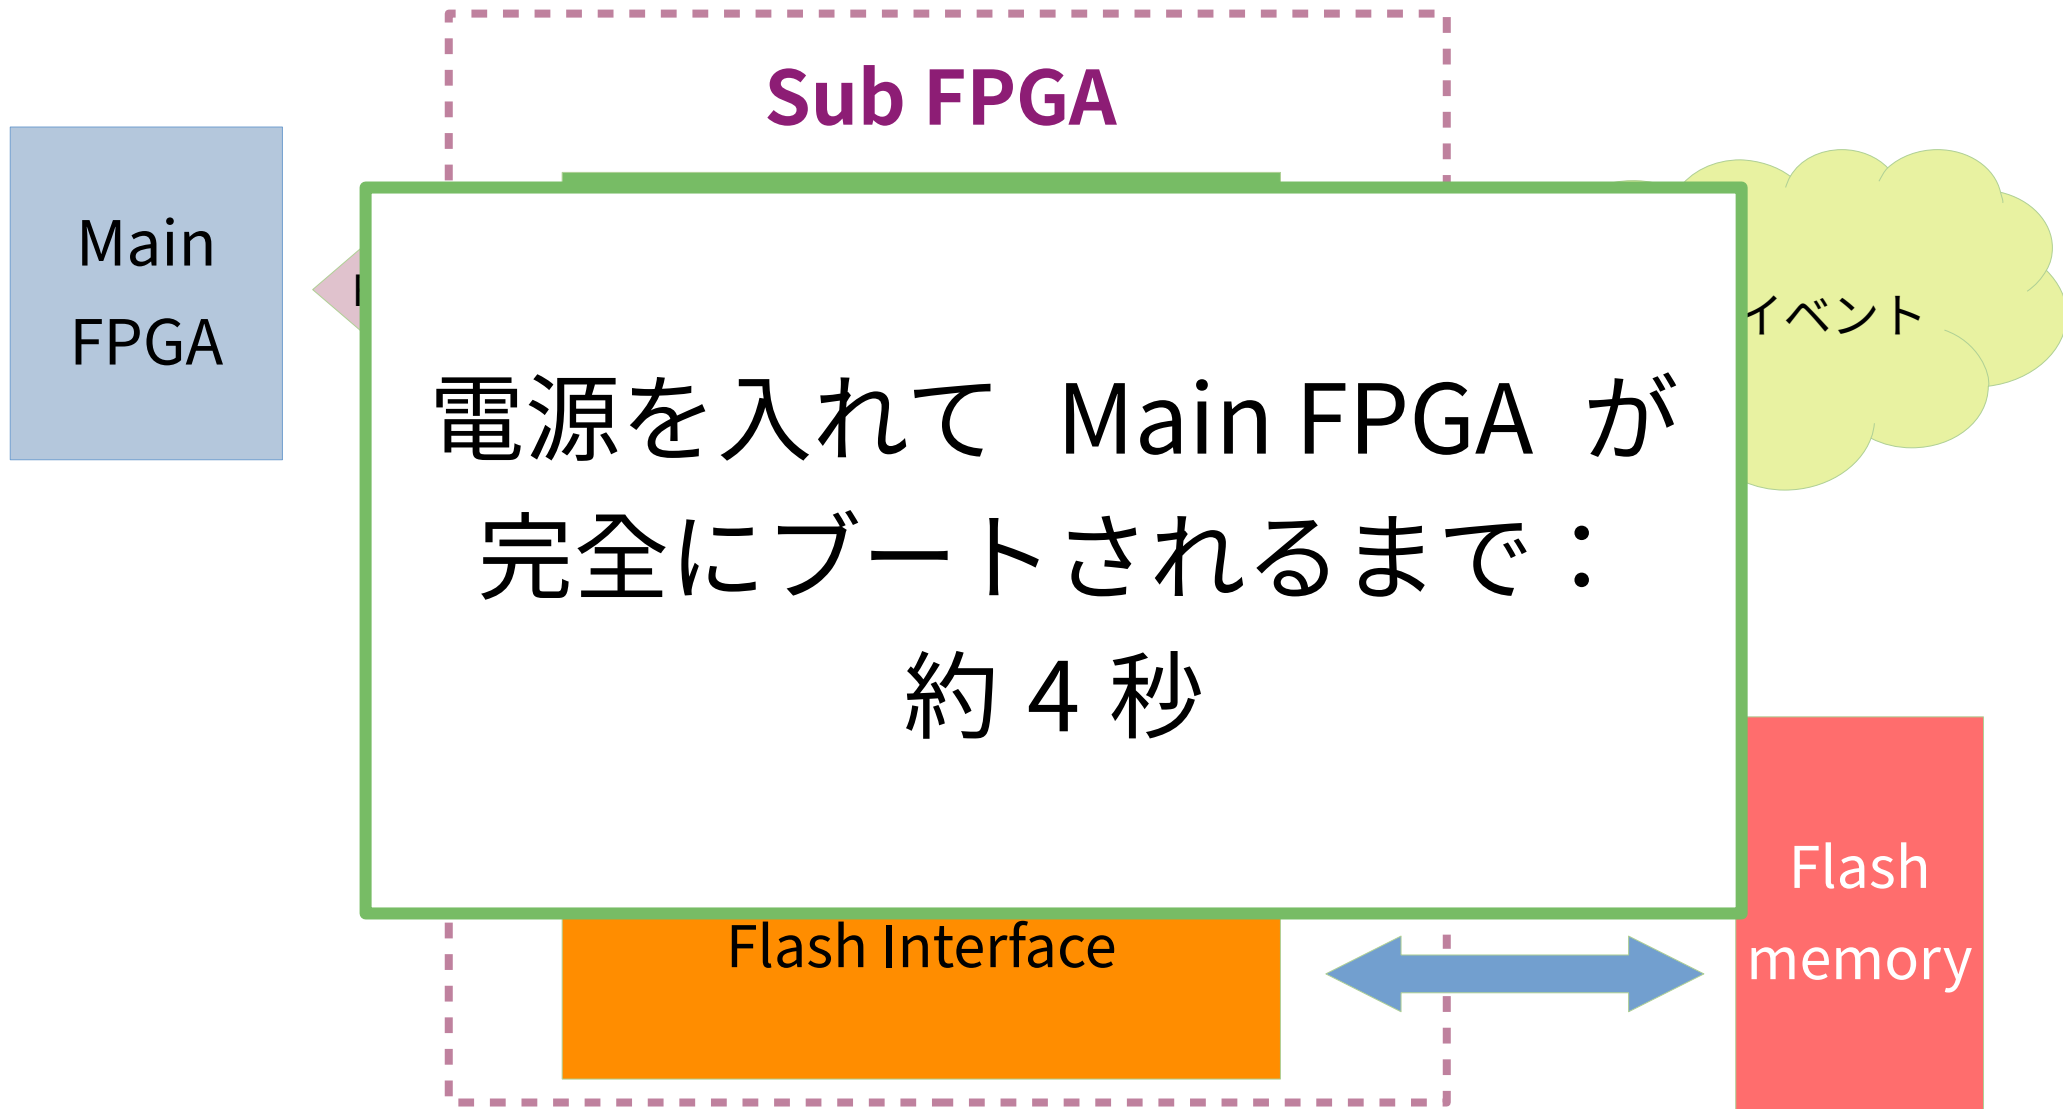 Sub FPGA
Main
FPGA
イベント
電源を入れて Main FPGA が
完全にブートされるまで：
約 4 秒
Flash
memory
Flash Interface